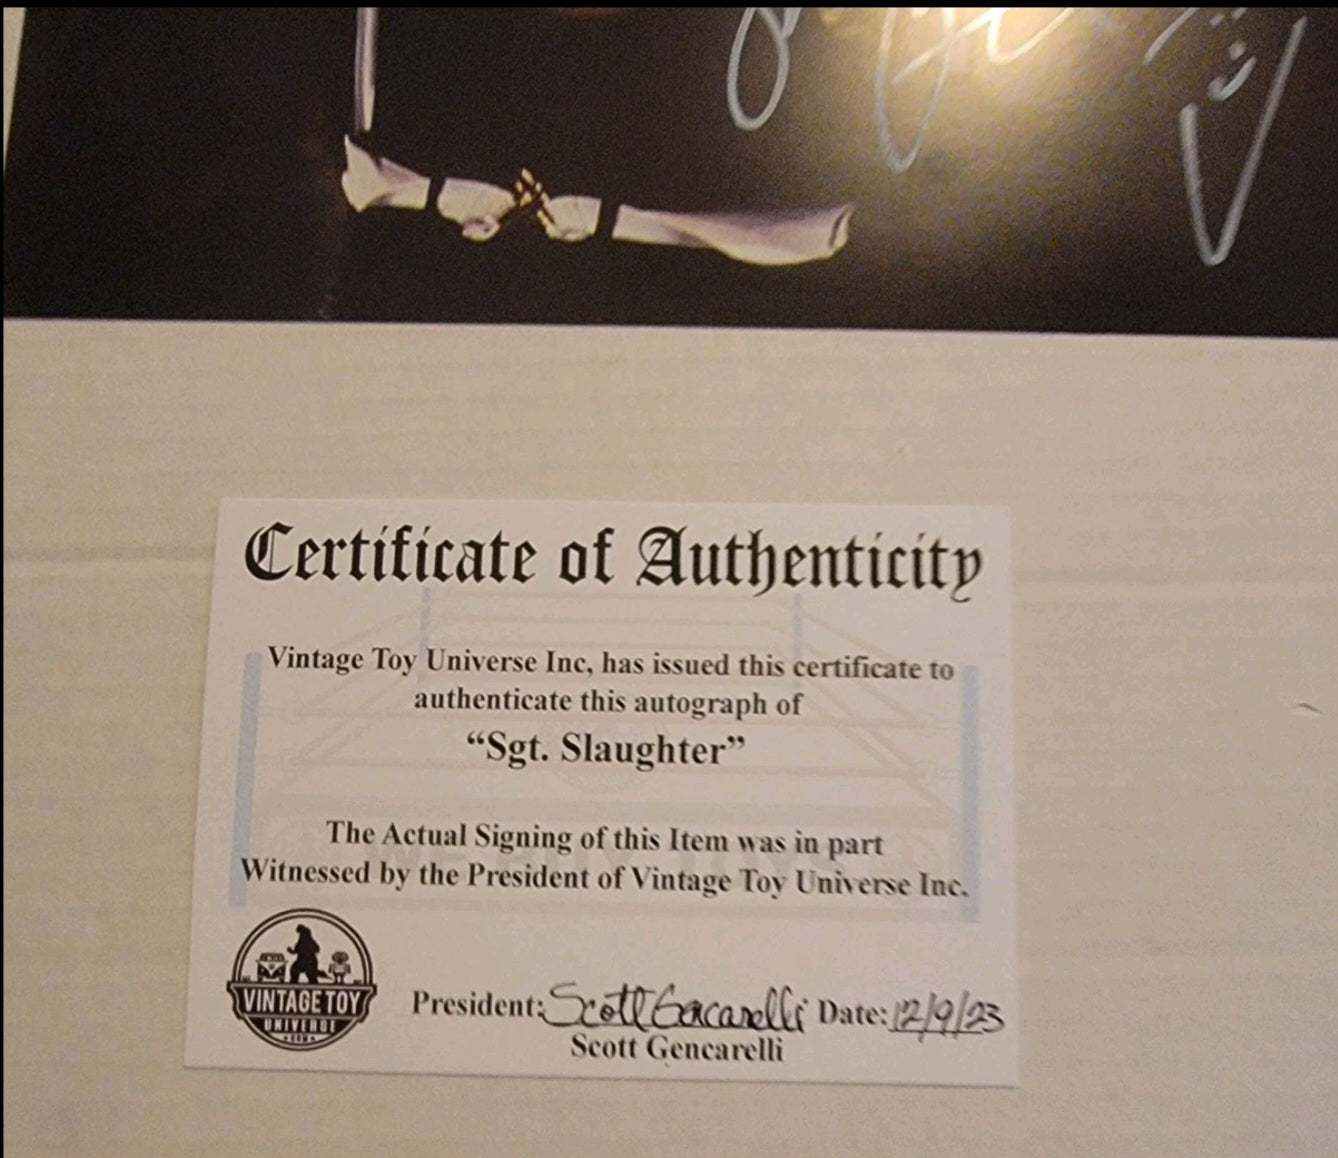 Certificate of Authenticity
Vintage Toy Universe Inc, has issued this certificate to
authenticate this autograph of
“Sgt. Slaughter”
The Actual Signing of this Item was in part
Witnessed by the President of Vintage Toy Universe Inc.
VINTAGE TOY
UNIVERSE
President: Scott Gencarelli Date: 12/9/23
Scott Gencarelli